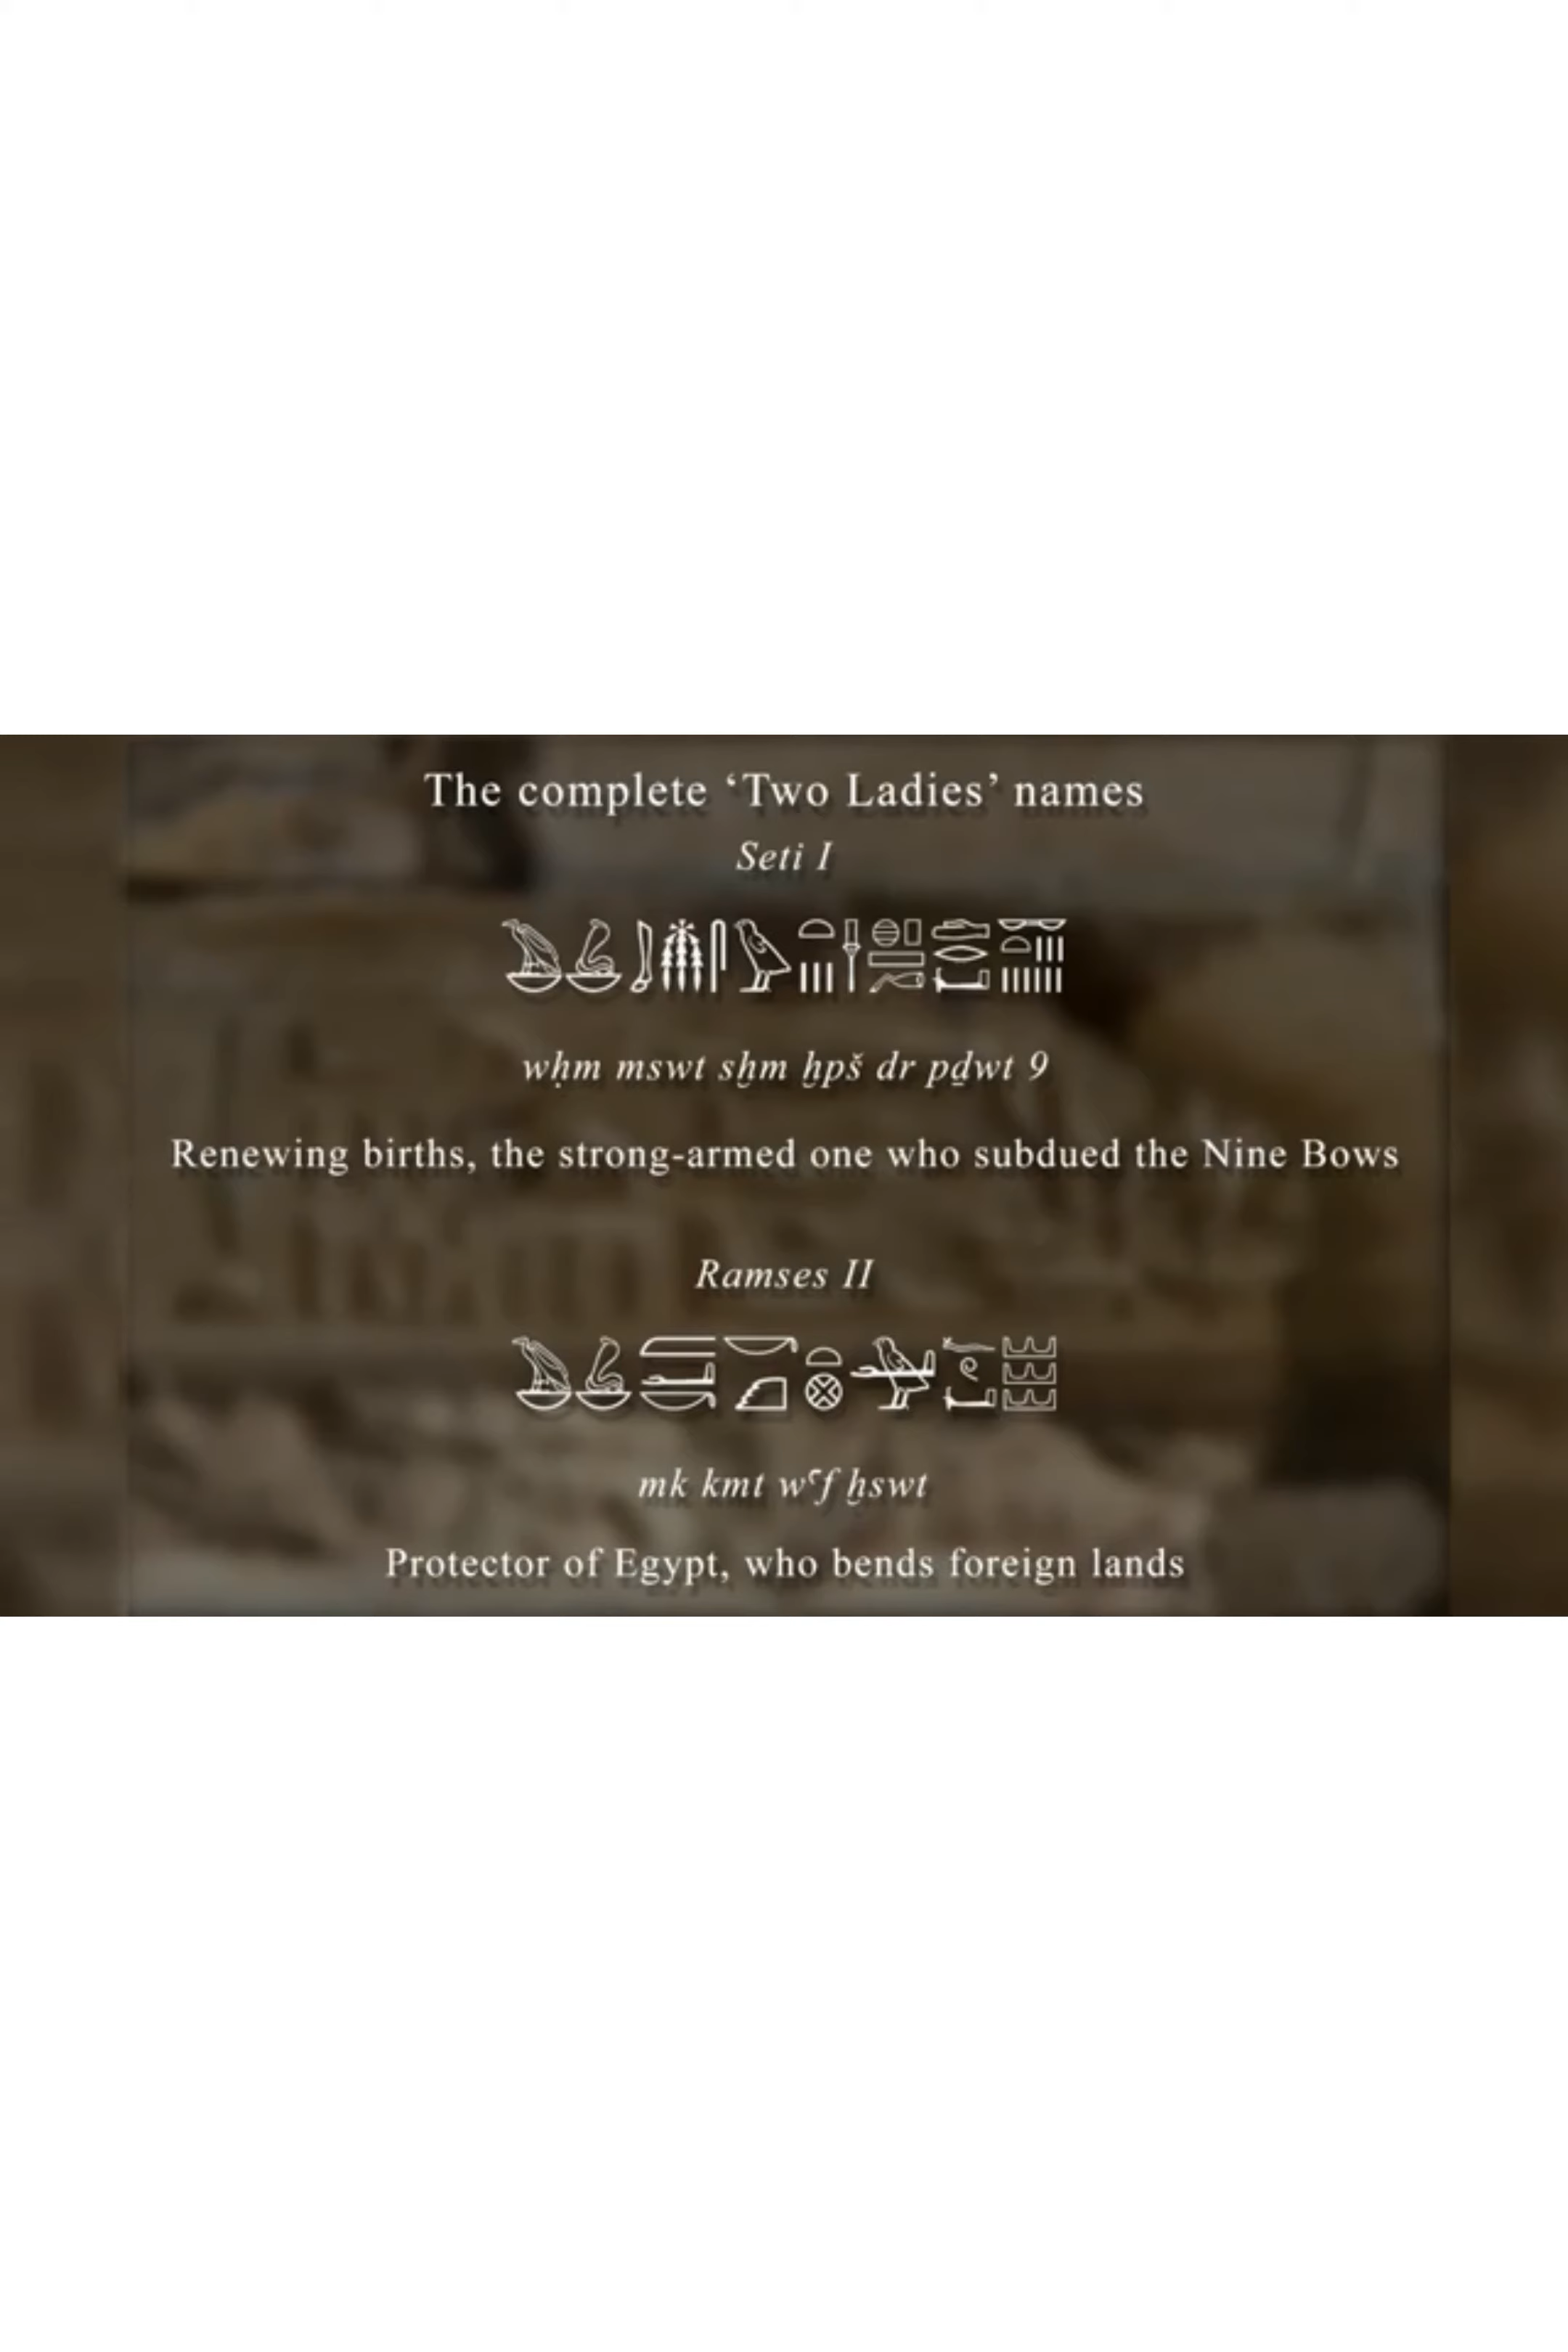 The complete ‘Two Ladies’ names
Seti I
𓅒𓃀𓄟𓋴𓅱𓏏𓏥𓌂𓐍𓊪𓈙𓄖𓂧𓂋𓂡𓌔𓏏𓏼𓏿
wḥm mswt sḫm ḫpš dr pḏwt 9
Renewing births, the strong-armed one who subdued the Nine Bows
Ramses II
mk kmt wꜥf ḫswt
Protector of Egypt, who bends foreign lands